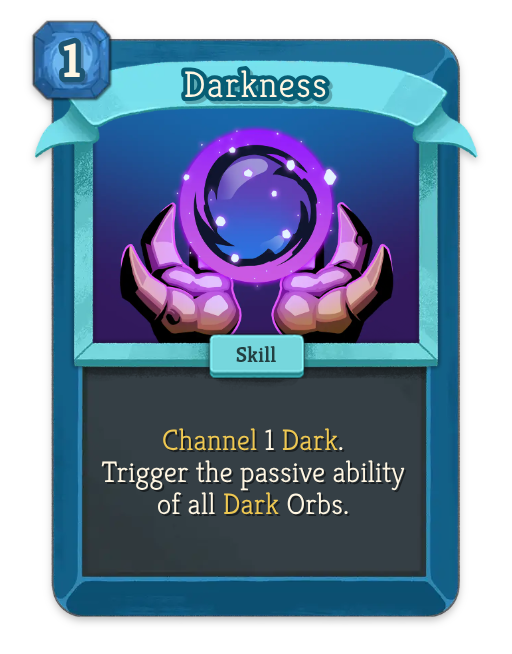 1
Darkness
Skill
Channel 1 Dark.
Trigger the passive ability
of all Dark Orbs.